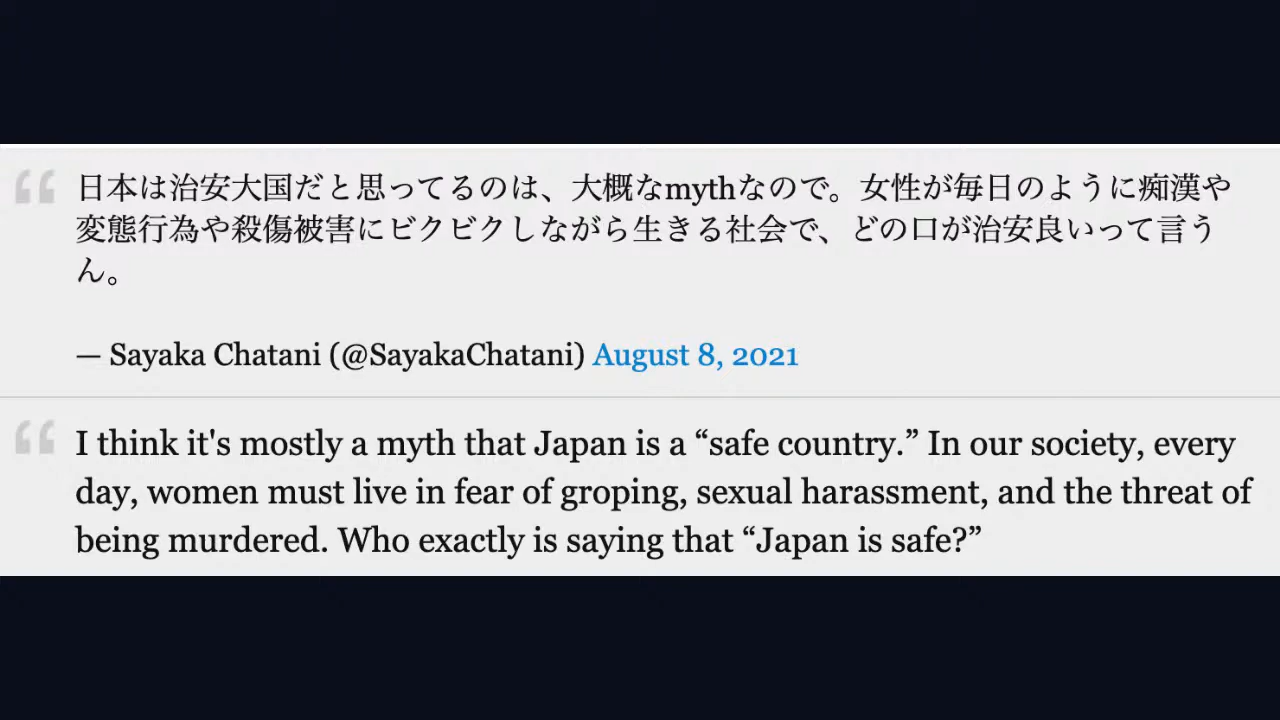 日本は治安大国だと思ってるのは、大概なmythなので。女性が毎日のように痴漢や
変態行為や殺傷被害にビクビクしながら生きる社会で、どの口が治安良いって言う
ん。
— Sayaka Chatani (@SayakaChatani) August 8, 2021
I think it's mostly a myth that Japan is a “safe country.” In our society, every
day, women must live in fear of groping, sexual harassment, and the threat of
being murdered. Who exactly is saying that “Japan is safe?”